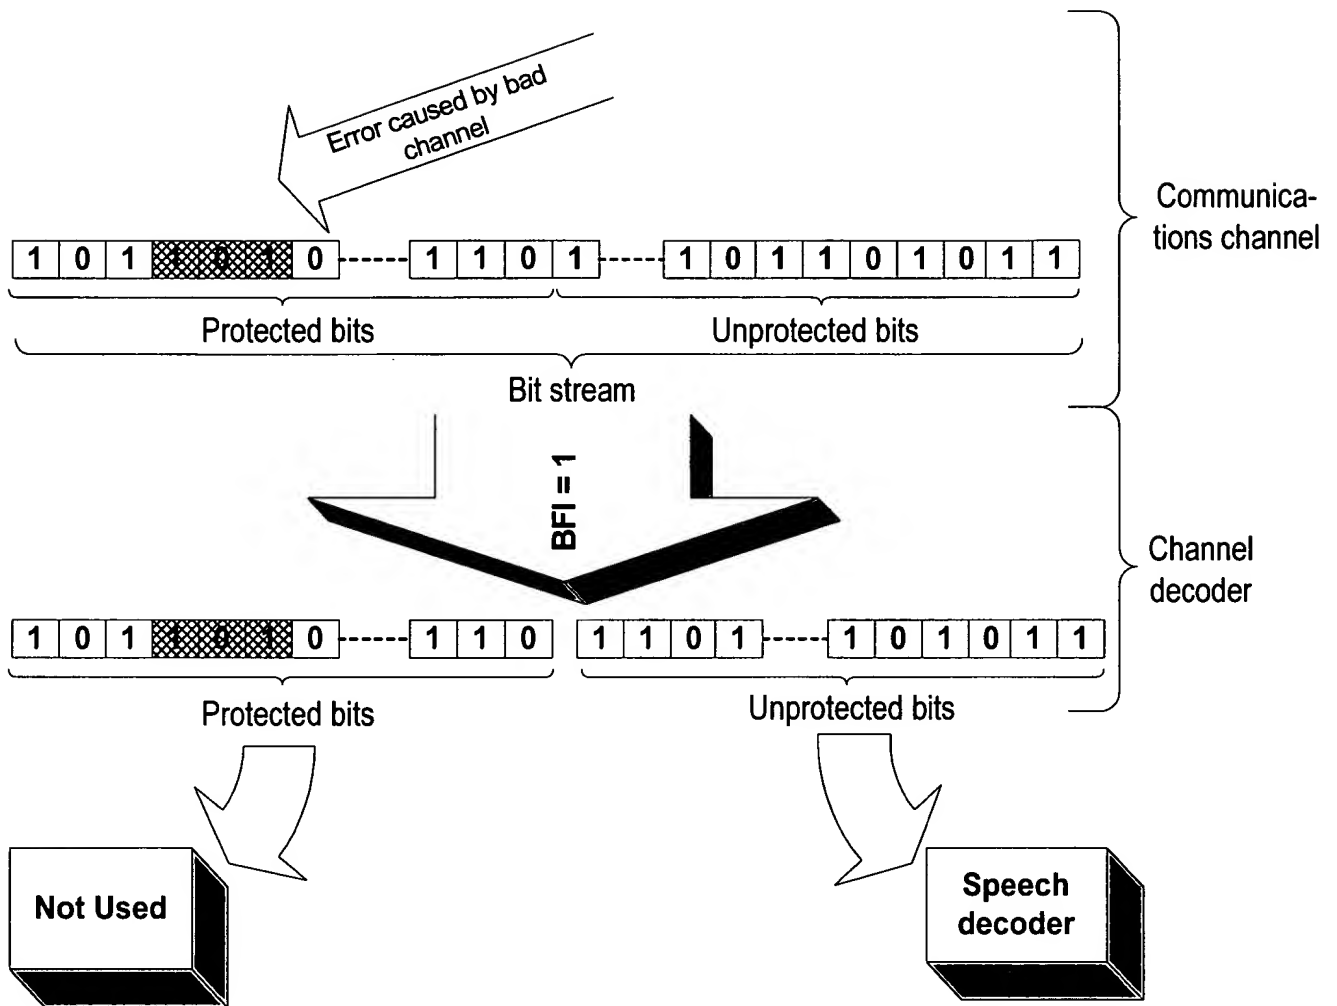 Error caused by bad
channel
Communica-
tions channel
1 0 1 1 0 1 0 ------ 1 1 0 1 ----- 1 0 1 1 0 1 0 1 1
Protected bits Unprotected bits
Bit stream
BFI = 1
Channel
decoder
1 0 1 1 0 1 0 ------ 1 1 0 1 1 0 1 ------ 1 0 1 0 1 1
Protected bits Unprotected bits
Not Used
Speech
decoder